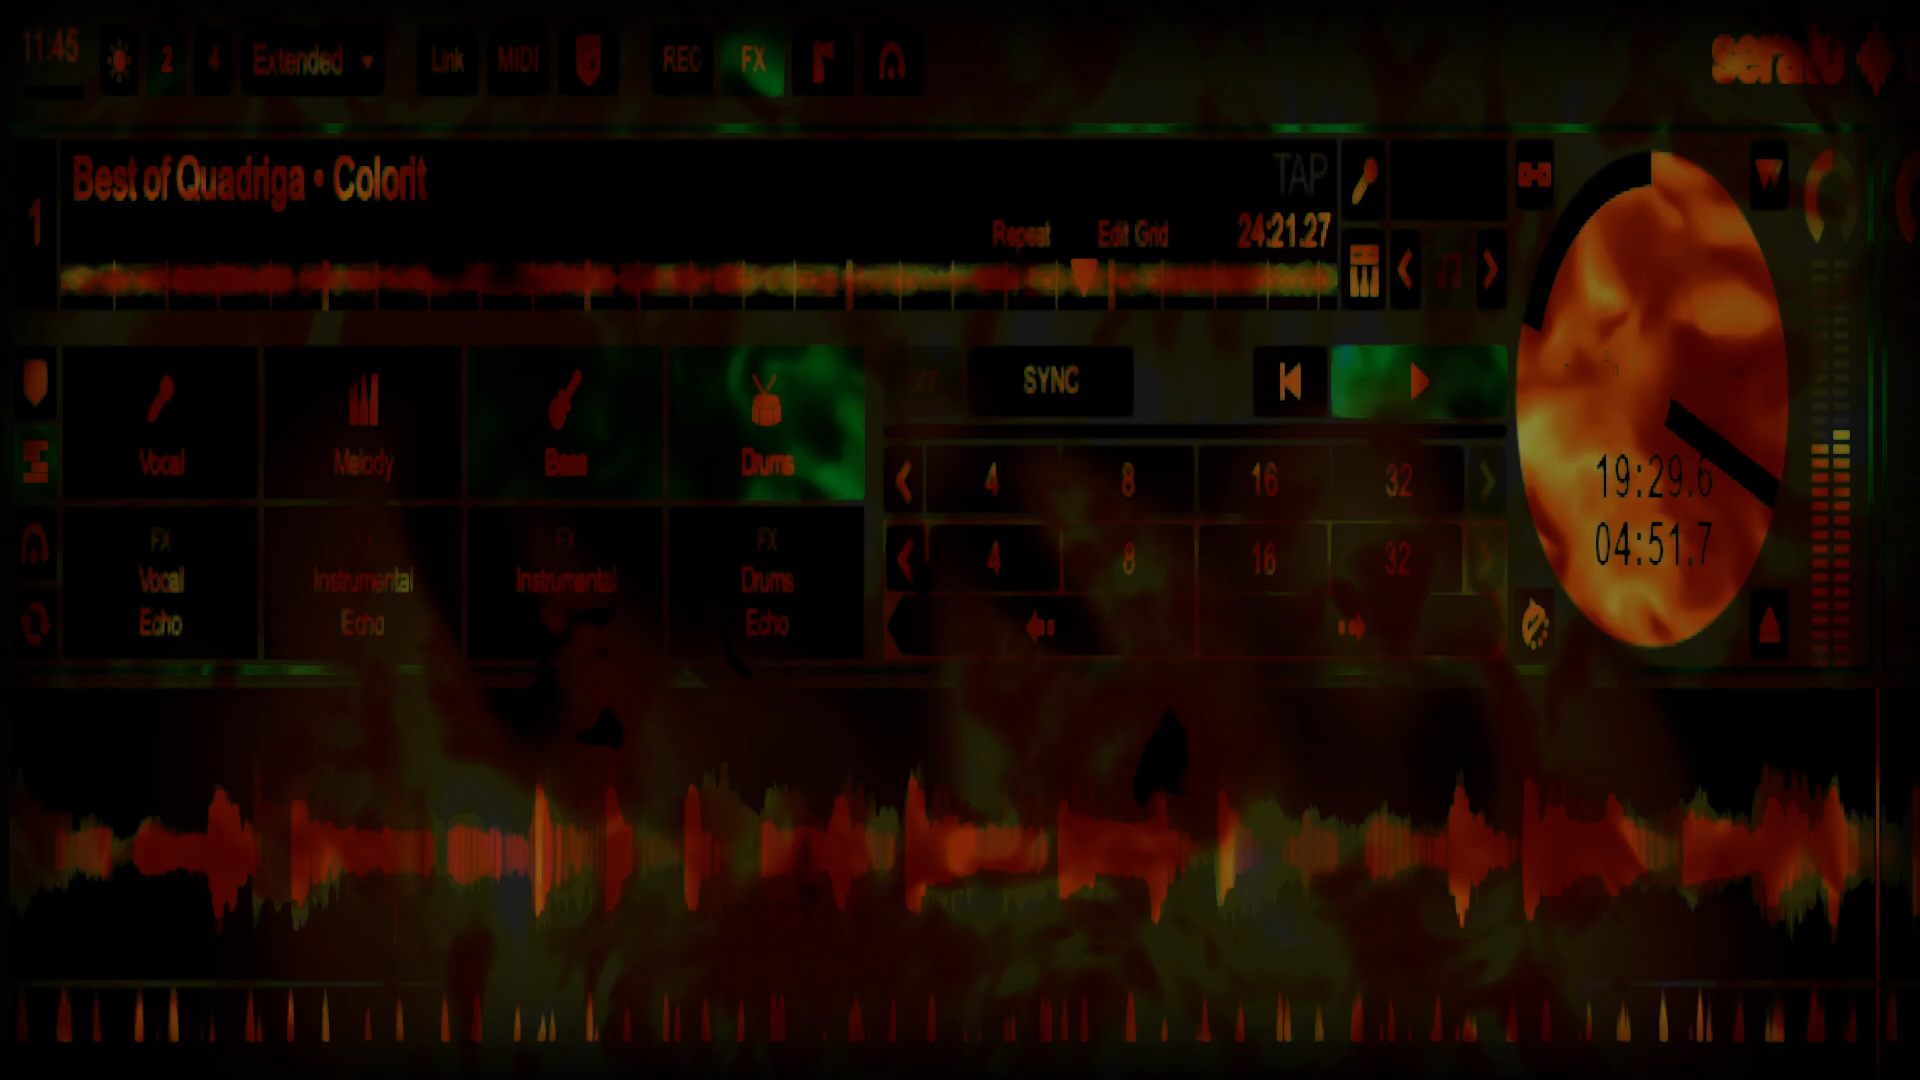 11:45
2 4 Extended Link MIDI REC FX
serato
1
Best of Quadriga • Colorit
TAP
Repeat Edit Grid 24:21.27
Vocal Melody Bass Drums
SYNC
4 8 16 32
4 8 16 32
FX FX FX
Vocal Instrumental Instrumental Drums
Echo Echo Echo
19:29.6
04:51.7